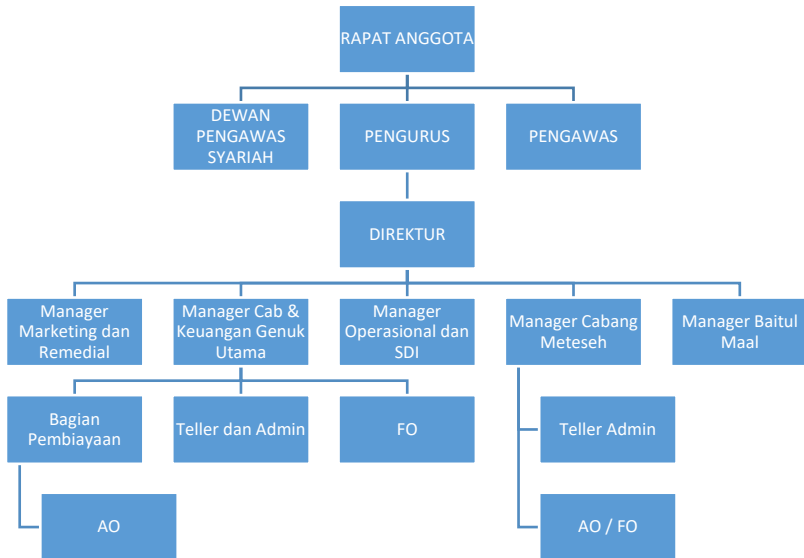 RAPAT ANGGOTA
DEWAN
PENGAWAS
SYARIAH
PENGURUS
PENGAWAS
DIREKTUR
Manager
Marketing dan
Remedial
Manager Cab &
Keuangan Genuk
Utama
Manager
Operasional dan
SDI
Manager Cabang
Meteseh
Manager Baitul
Maal
Bagian
Pembiayaan
Teller dan Admin
FO
Teller Admin
AO
AO / FO